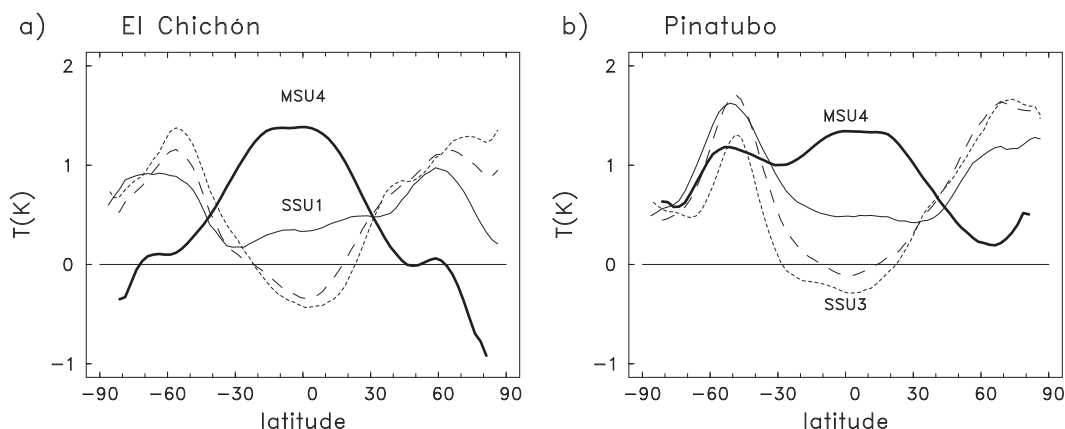 a) El Chichón
2
1
0
−1
T(K)
MSU4
SSU1
−90 −60 −30 0 30 60 90
latitude
b) Pinatubo
2
1
0
−1
T(K)
MSU4
SSU3
−90 −60 −30 0 30 60 90
latitude